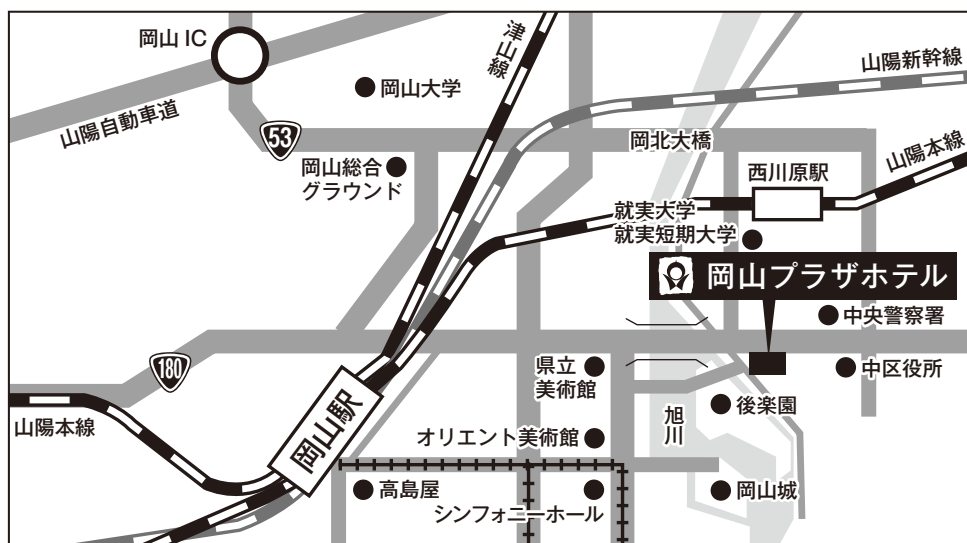 岡山 IC
津山線
岡山大学
山陽新幹線
山陽自動車道
53
岡北大橋
岡山総合
グラウンド
山陽本線
西川原駅
就実大学
就実短期大学
岡山プラザホテル
中央警察署
180
県立
美術館
中区役所
岡山駅
山陽本線
旭川
後楽園
オリエント美術館
高島屋
シンフォニーホール
岡山城